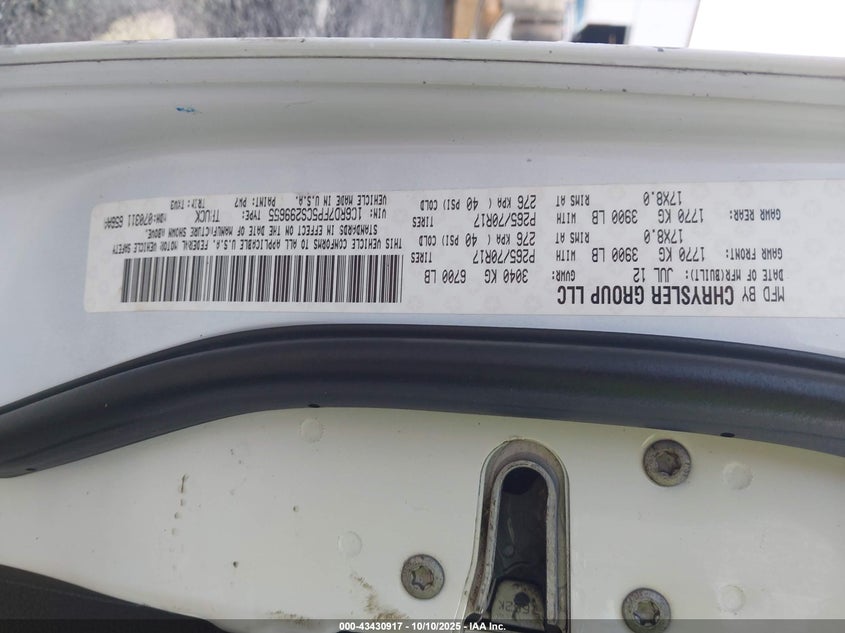 MFD BY CHRYSLER GROUP LLC
DATE OF MFR(BUILT): JUL 12 GVWR: 3040 KG 6700 LB
GAWR FRONT: 1770 KG 3900 LB WITH P265/70R17 TIRES
17X8.0 RIMS AT 276 KPA ( 40 PSI) COLD
GAWR REAR: 1770 KG 3900 LB WITH P265/70R17 TIRES
17X8.0 RIMS AT 276 KPA ( 40 PSI) COLD
THIS VEHICLE CONFORMS TO ALL APPLICABLE U.S.A. FEDERAL MOTOR VEHICLE SAFETY
STANDARDS IN EFFECT ON THE DATE OF MANUFACTURE SHOWN ABOVE.
VIN: 1C6RD7FP5CS299655 TYPE: TRUCK MDH:070311 658AA
VEHICLE MADE IN U.S.A. PAINT: PW7 TRIM: TXV3
000-43430917 - 10/10/2025 - IAA Inc.